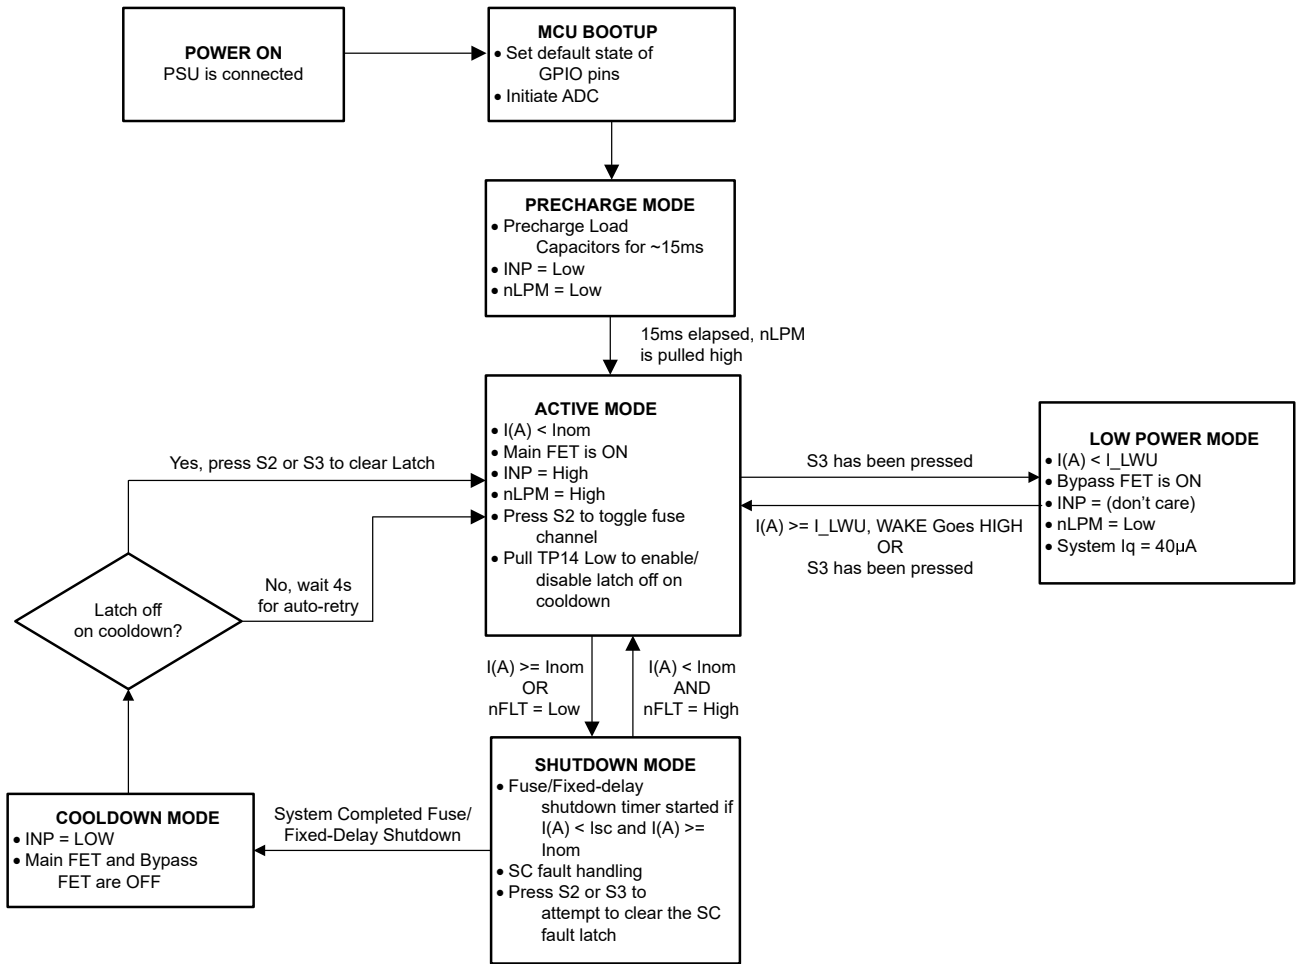 POWER ON
PSU is connected
MCU BOOTUP
• Set default state of
GPIO pins
• Initiate ADC
PRECHARGE MODE
• Precharge Load
Capacitors for ~15ms
• INP = Low
• nLPM = Low
15ms elapsed, nLPM
is pulled high
ACTIVE MODE
• I(A) < Inom
• Main FET is ON
• INP = High
• nLPM = High
• Press S2 to toggle fuse
channel
• Pull TP14 Low to enable/
disable latch off on
cooldown
S3 has been pressed
I(A) >= I_LWU, WAKE Goes HIGH
OR
S3 has been pressed
LOW POWER MODE
• I(A) < I_LWU
• Bypass FET is ON
• INP = (don't care)
• nLPM = Low
• System Iq = 40µA
Yes, press S2 or S3 to clear Latch
No, wait 4s
for auto-retry
Latch off
on cooldown?
I(A) >= Inom
OR
nFLT = Low
I(A) < Inom
AND
nFLT = High
SHUTDOWN MODE
• Fuse/Fixed-delay
shutdown timer started if
I(A) < Isc and I(A) >=
Inom
• SC fault handling
• Press S2 or S3 to
attempt to clear the SC
fault latch
System Completed Fuse/
Fixed-Delay Shutdown
COOLDOWN MODE
• INP = LOW
• Main FET and Bypass
FET are OFF